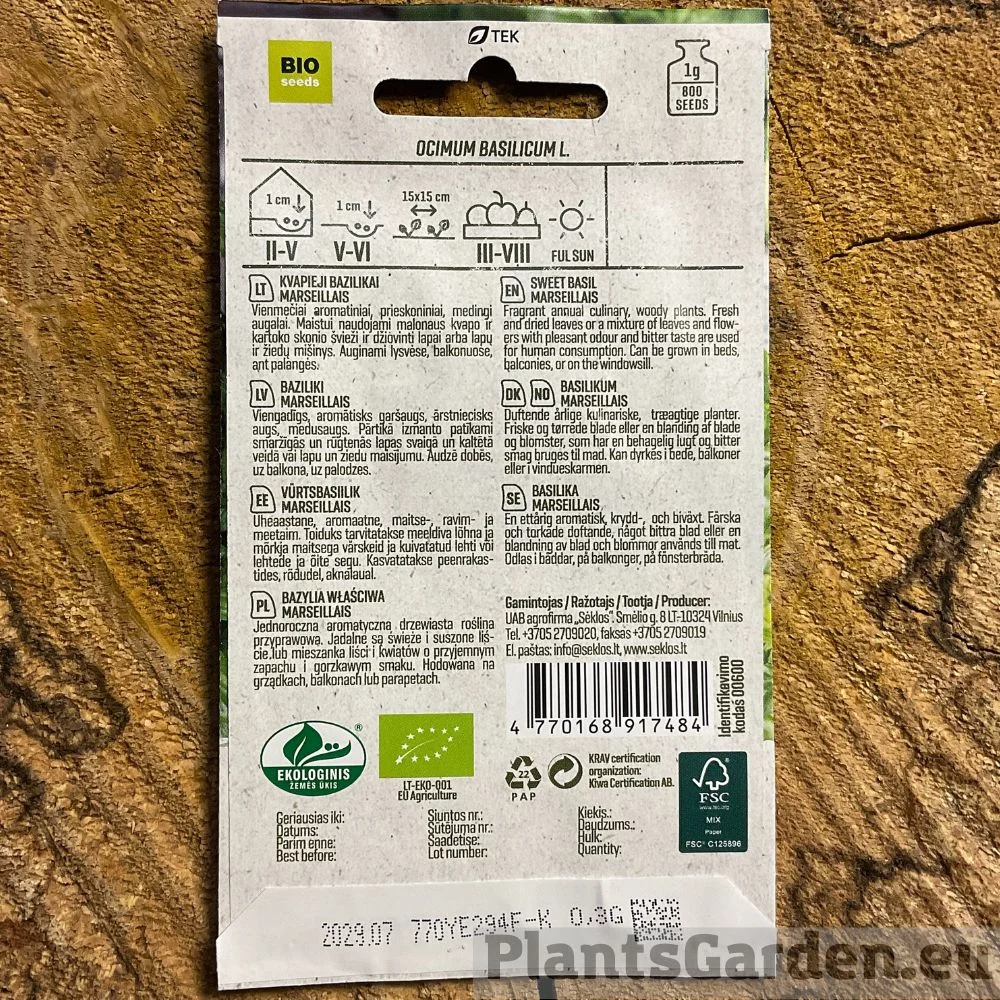 TEK
BIO
seeds
1g
800
SEEDS
OCIMUM BASILICUM L.
1 cm
1 cm
15x15 cm
II-V
V-VI
III-VIII
FUL SUN
LT
KVAPIEJI BAZILIKAI
MARSEILLAIS
Vienmečiai aromatiniai, prieskoniniai, medingi
augalai. Maistui naudojami malonaus kvapo ir
kartoko skonio švieži ir džiovinti lapai arba lapų
ir žiedų mišinys. Auginami lysvėse, balkonuose,
ant palangės.
LV
BAZILIKI
MARSEILLAIS
Viengadīgs, aromātisks garšaugs, ārstniecisks
augs, medusaugs. Pārtikā izmanto patīkami
smaržīgās un rūgtenās lapas svaigā un kaltētā
veidā vai lapu un ziedu maisījumu. Audzē dobēs,
uz balkona, uz palodzes.
EE
VÜRTSBASIILIK
MARSEILLAIS
Üheaastane, aromaatne, maitse-, ravim- ja
meetaim. Toiduks tarvitatakse meeldiva lõhna ja
mõrkja maitsega värskeid ja kuivatatud lehti või
lehtede ja õite segu. Kasvatatakse peenrakas-
tides, rõdudel, aknalaual.
PL
BAZYLIA WŁAŚCIWA
MARSEILLAIS
Jednoroczna aromatyczna drzewiasta roślina
przyprawowa. Jadalne są świeże i suszone liś-
cie, lub mieszanka liści i kwiatów o przyjemnym
zapachu i gorzkawym smaku. Hodowana na
grządkach, balkonach lub parapetach.
EN
SWEET BASIL
MARSEILLAIS
Fragrant annual culinary, woody plants. Fresh
and dried leaves or a mixture of leaves and flow-
ers with pleasant odour and bitter taste are used
for human consumption. Can be grown in beds,
balconies, or on the windowsill.
DK NO
BASILIKUM
MARSEILLAIS
Duftende årlige kulinariske, træagtige planter.
Friske og tørrede blade eller en blanding af blade
og blomster, som har en behagelig lugt og bitter
smag bruges til mad. Kan dyrkes i bede, balkoner
eller i vindueskarmen.
SE
BASILIKA
MARSEILLAIS
En ettårig aromatisk, krydd-, och biväxt. Färska
och torkade doftande, något bittra blad eller en
blandning av blad och blommor används till mat.
Odlas i bäddar, på balkonger, på fönsterbräda.
Gamintojas / Ražotajs / Tootja / Producer:
UAB agrofirma „Sėklos". Smėlio g. 8 LT-10324 Vilnius
Tel. +3705 2709020, faksas +3705 2709019
El. paštas: info@seklos.lt, www.seklos.lt
4 770168 917484
Identifikavimo
kodas 00600
EKOLOGINIS
ŽEMĖS ŪKIS
®
LT-EKO-001
EU Agriculture
22
PAP
KRAV certification
organization:
Kiwa Certification AB.
FSC
www.fsc.org
MIX
Paper
FSC® C125896
Geriausias iki:
Datums:
Parim enne:
Best before:
Siuntos nr.:
Sūtījuma nr.:
Saadetise:
Lot number:
Kiekis.:
Daudzums.:
Hulk:
Quantity:
2029.07 770YE294F-K 0.3G
PlantsGarden.eu